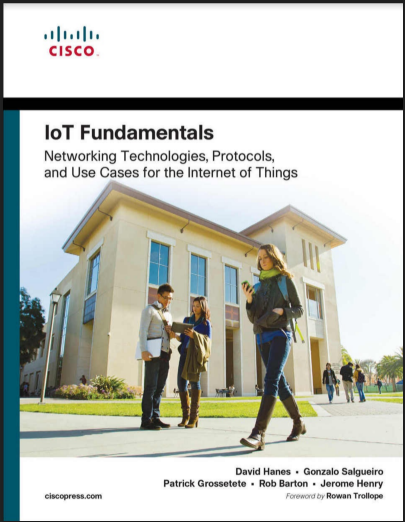 CISCO
IoT Fundamentals
Networking Technologies, Protocols,
and Use Cases for the Internet of Things
David Hanes • Gonzalo Salgueiro
Patrick Grossetete • Rob Barton • Jerome Henry
ciscopress.com
Foreword by Rowan Trollope